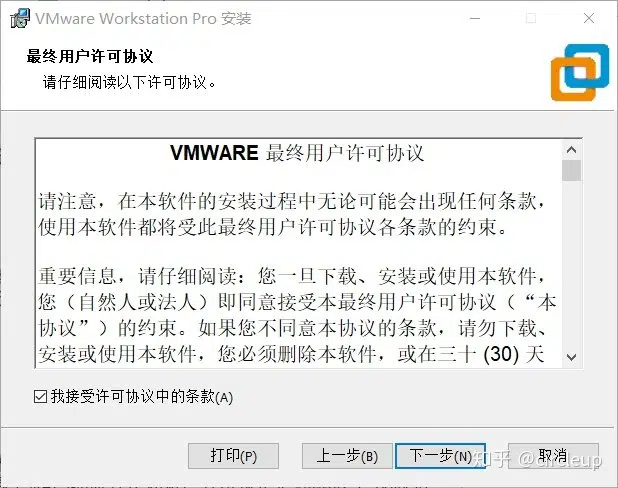 VMware Workstation Pro 安装
最终用户许可协议
请仔细阅读以下许可协议。
VMWARE 最终用户许可协议
请注意，在本软件的安装过程中无论可能会出现任何条款，
使用本软件都将受此最终用户许可协议各条款的约束。
重要信息，请仔细阅读：您一旦下载、安装或使用本软件，
您（自然人或法人）即同意接受本最终用户许可协议（“本
协议”）的约束。如果您不同意本协议的条款，请勿下载、
安装或使用本软件，您必须删除本软件，或在三十 (30) 天
我接受许可协议中的条款(A)
打印(P) 上一步(B) 下一步(N) 取消
知乎 @circleup